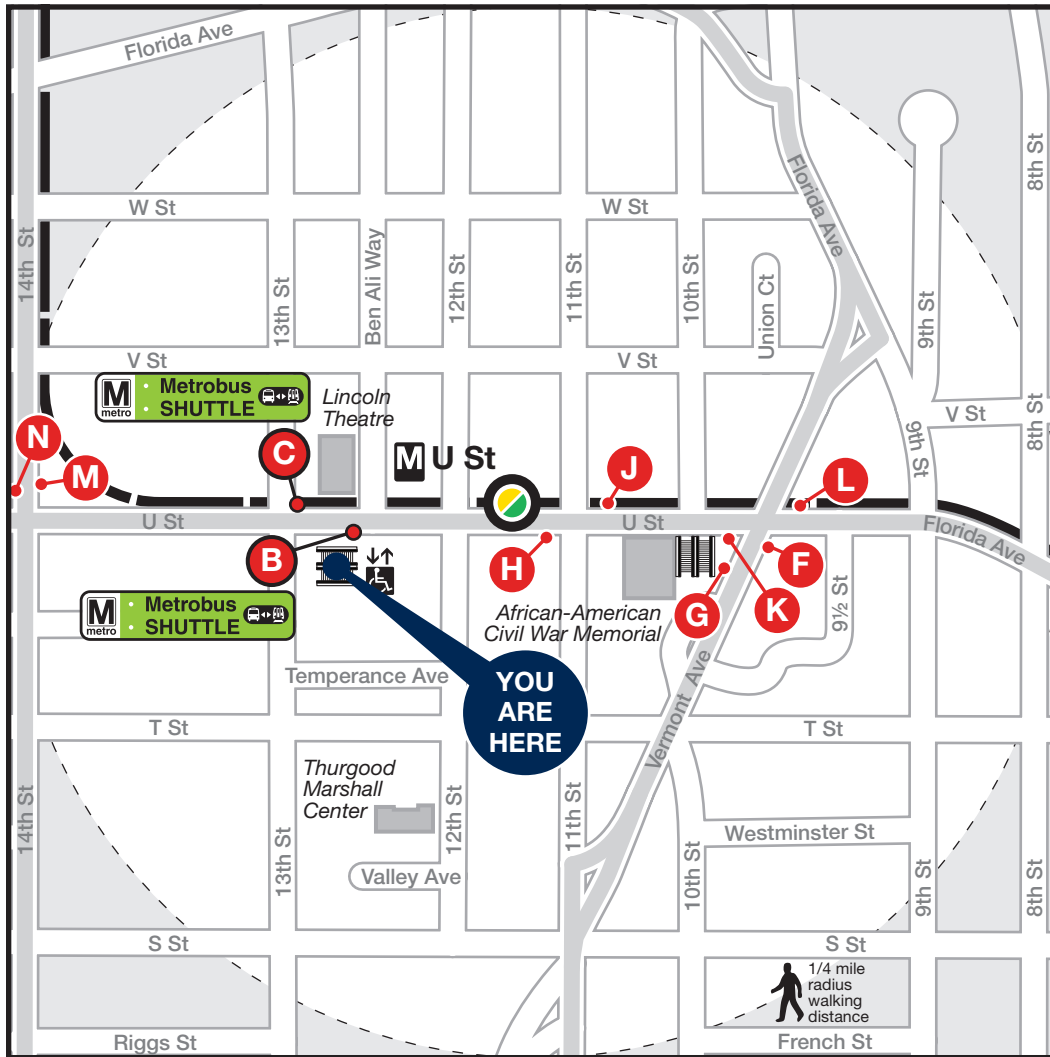 Florida Ave
8th St
14th St
W St
W St
Florida Ave
13th St
Ben Ali Way
12th St
11th St
10th St
Union Ct
9th St
V St
V St
V St
8th St
9th St
M
metro
· Metrobus
· SHUTTLE
Lincoln
Theatre
N
M
C
M U St
J
L
U St
U St
Florida Ave
B
H
F
G
K
9½ St
M
metro
· Metrobus
· SHUTTLE
African-American
Civil War Memorial
Temperance Ave
YOU
ARE
HERE
Vermont Ave
T St
T St
Thurgood
Marshall
Center
14th St
13th St
12th St
11th St
10th St
Westminster St
9th St
8th St
Valley Ave
S St
S St
1/4 mile
radius
walking
distance
Riggs St
French St